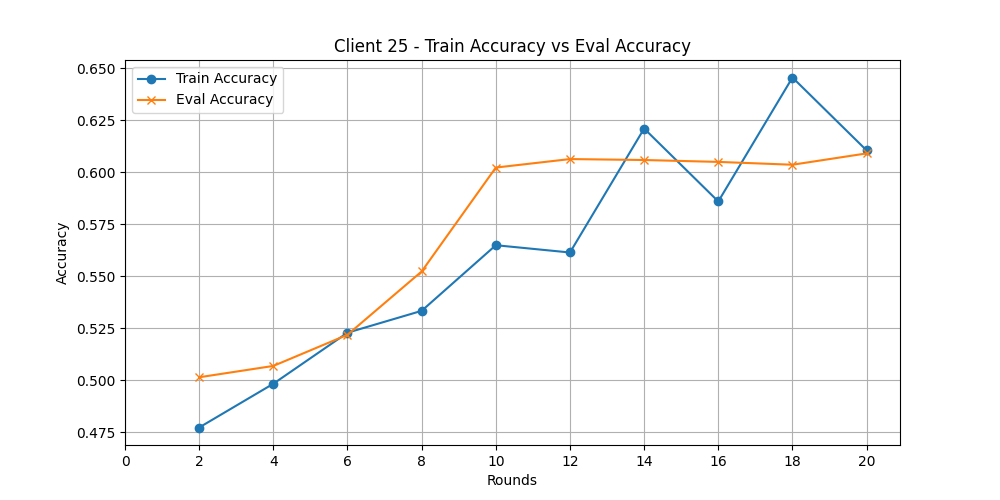 Client 25 - Train Accuracy vs Eval Accuracy
Train Accuracy
Eval Accuracy
0.650
0.625
0.600
0.575
0.550
0.525
0.500
0.475
Accuracy
0 2 4 6 8 10 12 14 16 18 20
Rounds